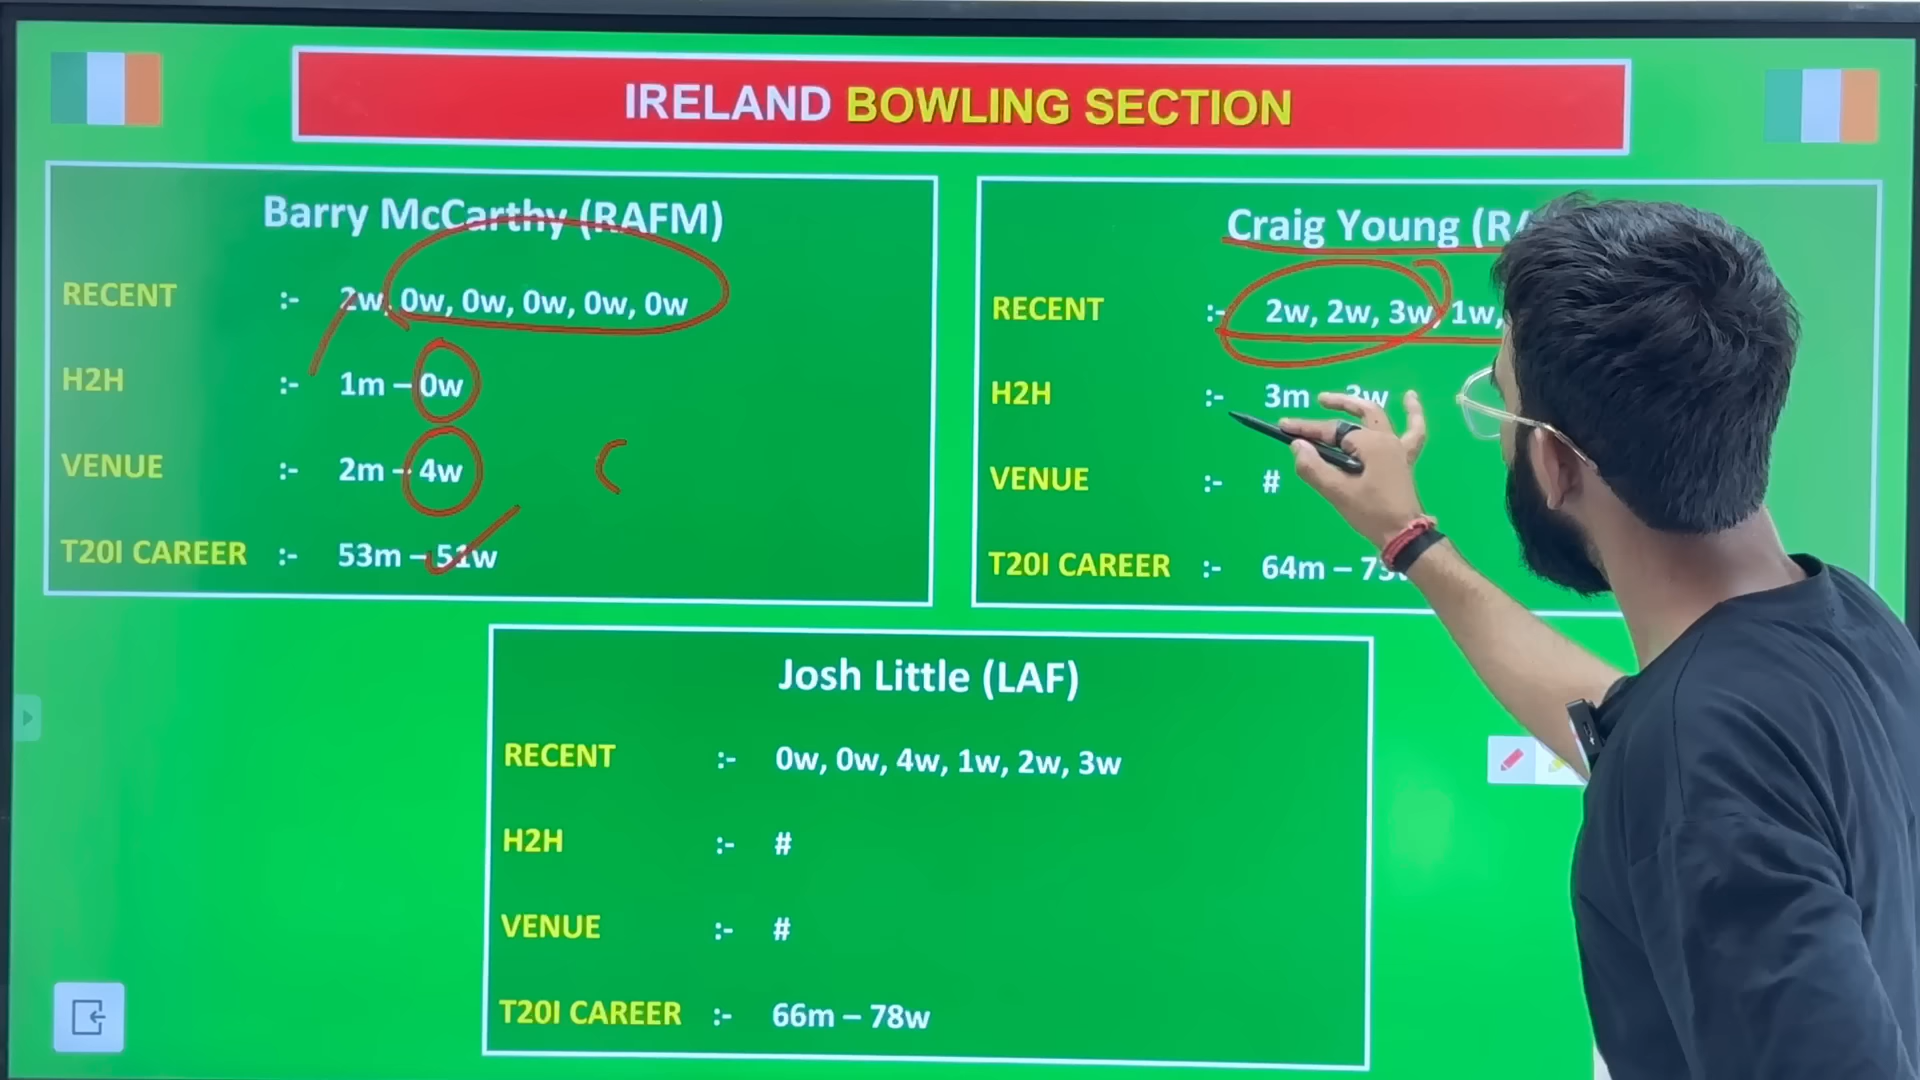 IRELAND BOWLING SECTION
Barry McCarthy (RAFM)
RECENT :- 2w, 0w, 0w, 0w, 0w, 0w
H2H :- 1m – 0w
VENUE :- 2m – 4w
T20I CAREER :- 53m – 51w
Craig Young
RECENT :- 2w, 2w, 3w, 1w,
H2H :- 3m – 3w
VENUE :- #
T20I CAREER :- 64m –
Josh Little (LAF)
RECENT :- 0w, 0w, 4w, 1w, 2w, 3w
H2H :- #
VENUE :- #
T20I CAREER :- 66m – 78w